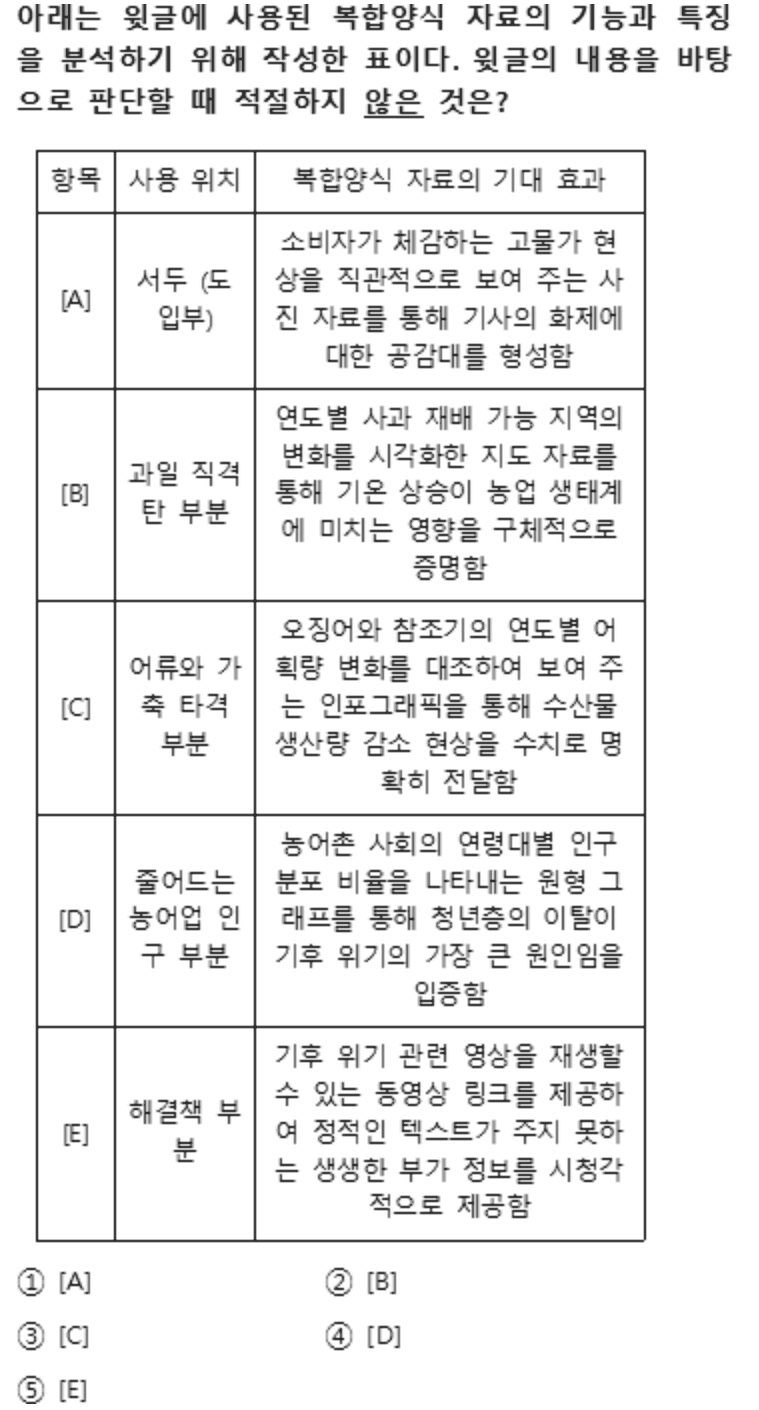 아래는 윗글에 사용된 복합양식 자료의 기능과 특징
을 분석하기 위해 작성한 표이다. 윗글의 내용을 바탕
으로 판단할 때 적절하지 않은 것은?
항목 사용 위치 복합양식 자료의 기대 효과
[A]
서두 (도
입부)
소비자가 체감하는 고물가 현
상을 직관적으로 보여 주는 사
진 자료를 통해 기사의 화제에
대한 공감대를 형성함
[B]
과일 직격
탄 부분
연도별 사과 재배 가능 지역의
변화를 시각화한 지도 자료를
통해 기온 상승이 농업 생태계
에 미치는 영향을 구체적으로
증명함
[C]
어류와 가
축 타격
부분
오징어와 참조기의 연도별 어
획량 변화를 대조하여 보여 주
는 인포그래픽을 통해 수산물
생산량 감소 현상을 수치로 명
확히 전달함
[D]
줄어드는
농어업 인
구 부분
농어촌 사회의 연령대별 인구
분포 비율을 나타내는 원형 그
래프를 통해 청년층의 이탈이
기후 위기의 가장 큰 원인임을
입증함
[E]
해결책 부
분
기후 위기 관련 영상을 재생할
수 있는 동영상 링크를 제공하
여 정적인 텍스트가 주지 못하
는 생생한 부가 정보를 시청각
적으로 제공함
① [A] ② [B]
③ [C] ④ [D]
⑤ [E]